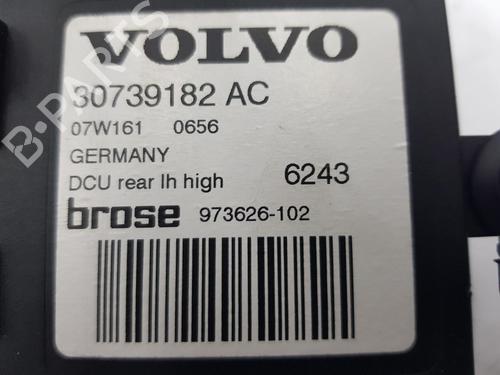 VOLVO
30739182 AC
07W161 0656
GERMANY
DCU rear lh high 6243
brose 973626-102
B-PARTS